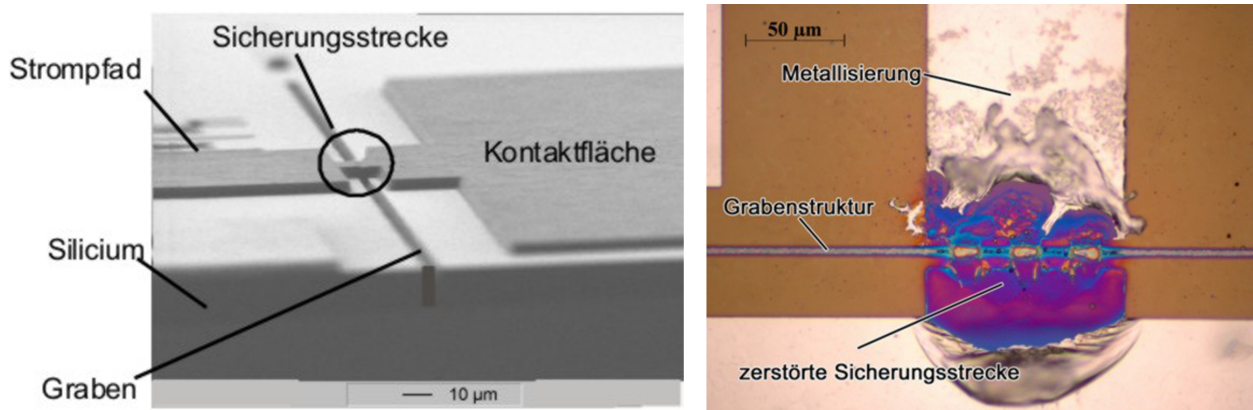 Sicherungsstrecke
Strompfad
Kontaktfläche
Silicium
Graben
10 µm
50 µm
Metallisierung
Grabenstruktur
zerstörte Sicherungsstrecke